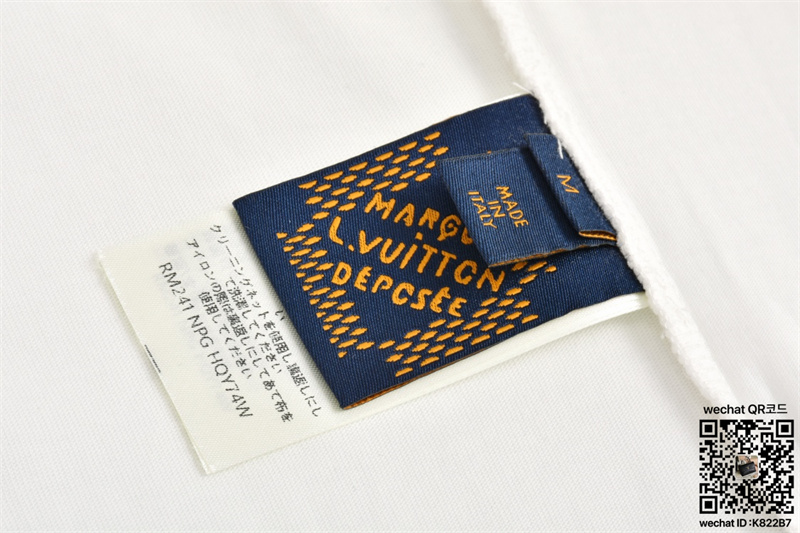 MARQU
L.VUITTON
DÉPOSÉE
MADE
IN
ITALY
M
クリーニングネットを使用し裏返しにし
て洗濯してください
アイロンの際は裏返しにしてあて布を
使用してください
RM241 NPG HQY74W
wechat QR코드
wechat ID :K822B7